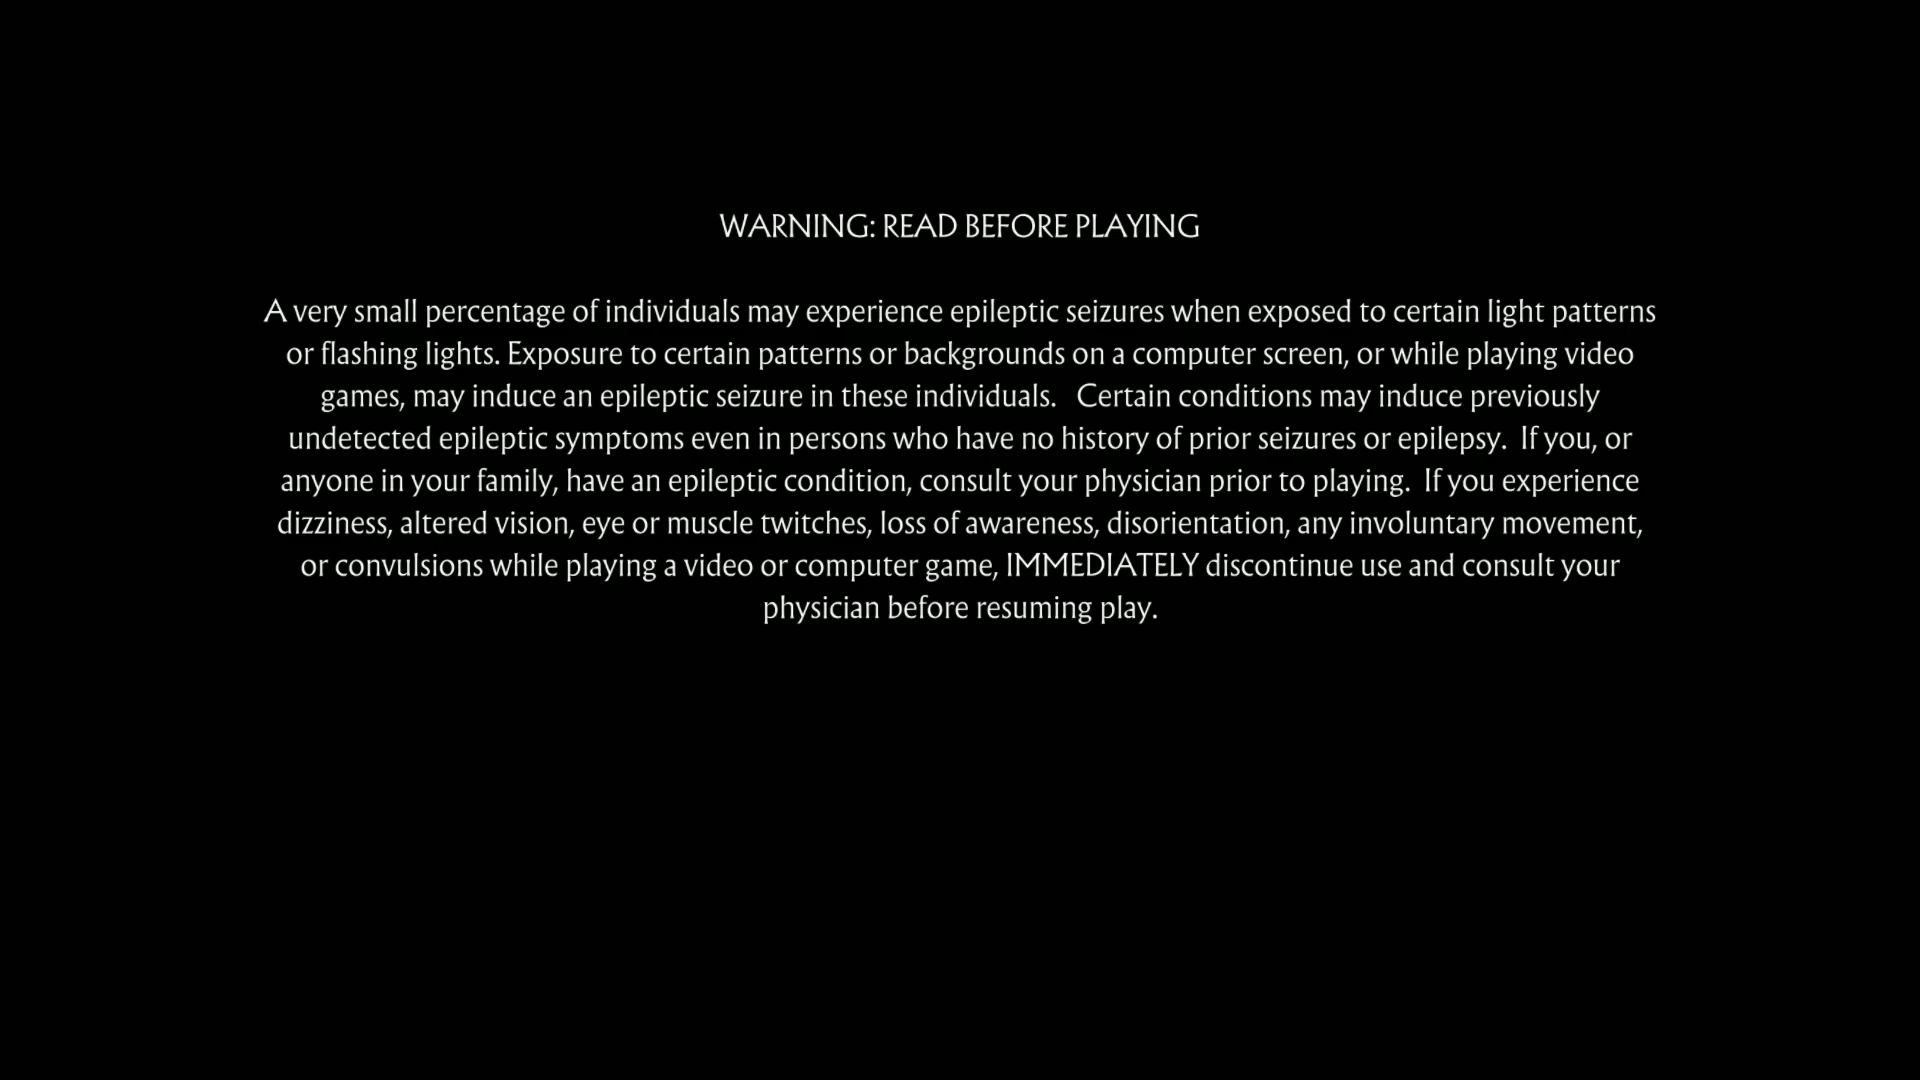 WARNING: READ BEFORE PLAYING
A very small percentage of individuals may experience epileptic seizures when exposed to certain light patterns
or flashing lights. Exposure to certain patterns or backgrounds on a computer screen, or while playing video
games, may induce an epileptic seizure in these individuals.   Certain conditions may induce previously
undetected epileptic symptoms even in persons who have no history of prior seizures or epilepsy.  If you, or
anyone in your family, have an epileptic condition, consult your physician prior to playing.  If you experience
dizziness, altered vision, eye or muscle twitches, loss of awareness, disorientation, any involuntary movement,
or convulsions while playing a video or computer game, IMMEDIATELY discontinue use and consult your
physician before resuming play.